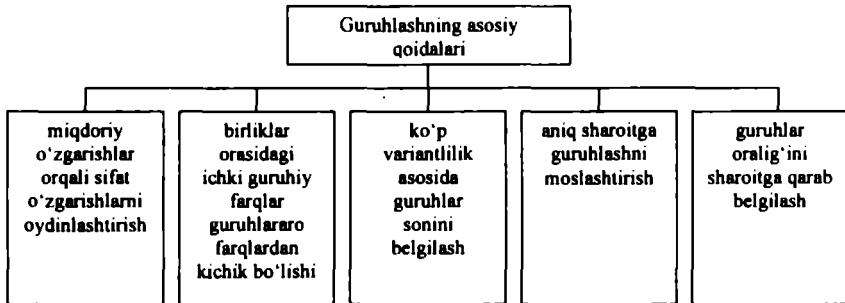 Guruhlashning asosiy
qoidalari
miqdoriy
o‘zgarishlar
orqali sifat
o‘zgarishlarni
oydinlashtirish
birliklar
orasidagi
ichki guruhiy
farqlar
guruhlararo
farqlardan
kichik bo‘lishi
ko‘p
variantlilik
asosida
guruhlar
sonini
belgilash
aniq sharoitga
guruhlashni
moslashtirish
guruhlar
oralig‘ini
sharoitga qarab
belgilash